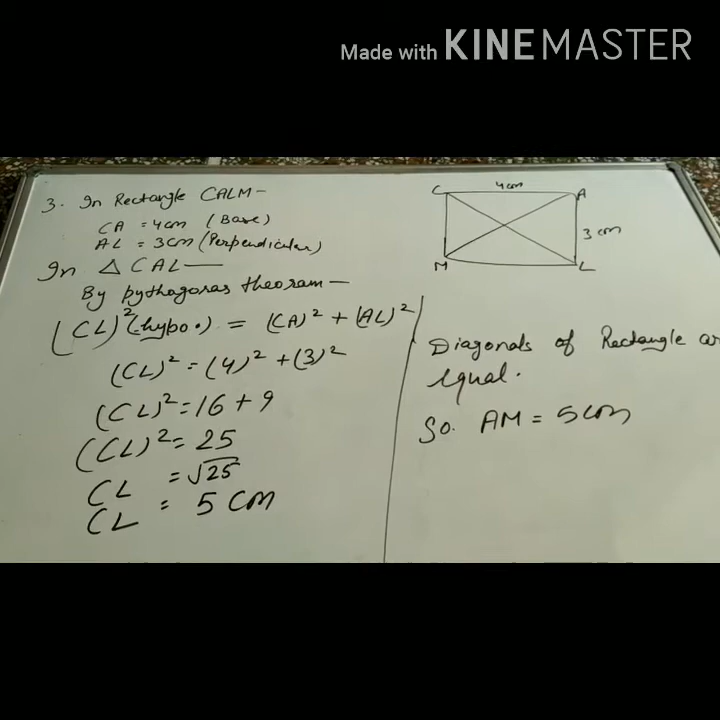 Made with KINEMASTER
3. In Rectangle CALM -
CA = 4cm (Base)
AL = 3cm (Perpendicular)
In △ CAL —
By pythagoras theoram -
(CL)² (hypo.) = (CA)² + (AL)²
(CL)² = (4)² + (3)²
(CL)² = 16 + 9
(CL)² = 25
CL = √25
CL = 5 cm
C 4cm A
3 cm
M L
Diagonals of Rectangle ar
equal.
So. AM = 5cm